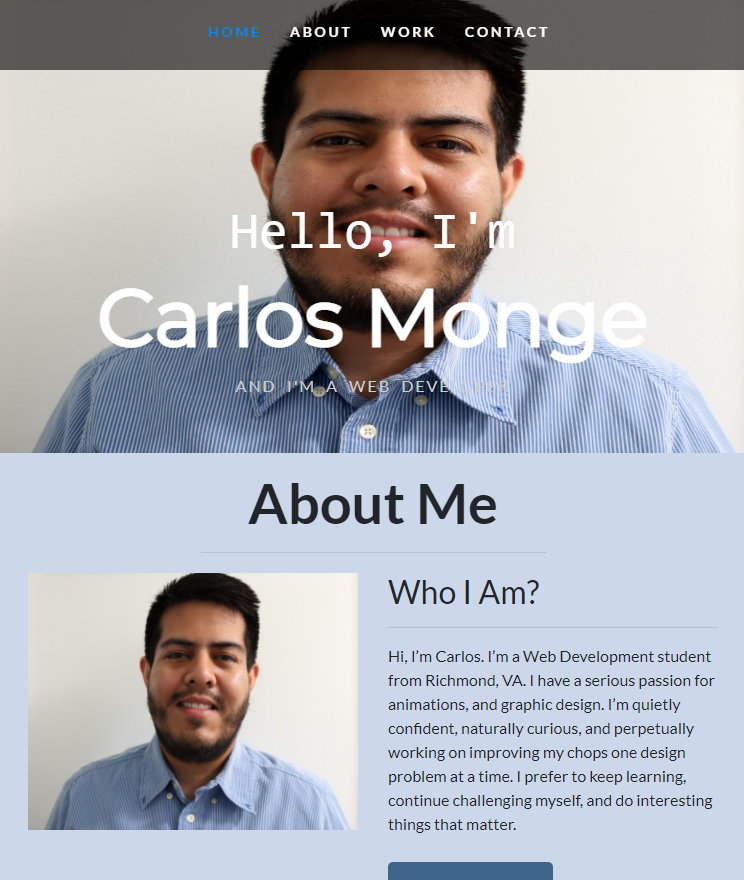 HOME ABOUT WORK CONTACT
Hello, I'm
Carlos Monge
AND I'M A WEB DEVELOPER
About Me
Who I Am?
Hi, I’m Carlos. I’m a Web Development student
from Richmond, VA. I have a serious passion for
animations, and graphic design. I’m quietly
confident, naturally curious, and perpetually
working on improving my chops one design
problem at a time. I prefer to keep learning,
continue challenging myself, and do interesting
things that matter.